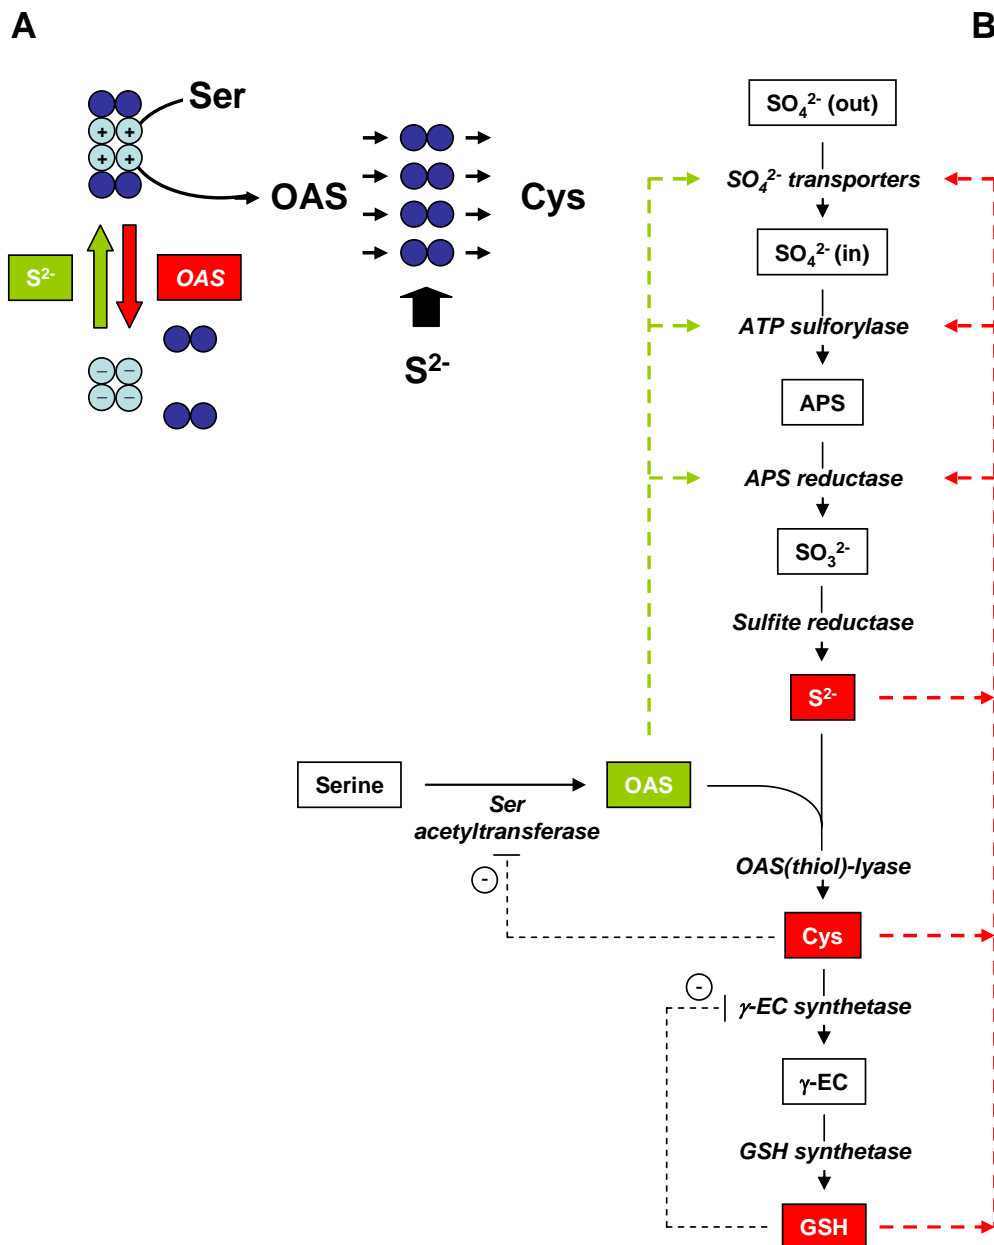 A
B
Ser
OAS
Cys
S²⁻
OAS
S²⁻
+ +
+ +
– –
– –
SO₄²⁻ (out)
SO₄²⁻ transporters
SO₄²⁻ (in)
ATP sulforylase
APS
APS reductase
SO₃²⁻
Sulfite reductase
S²⁻
Serine
OAS
Ser
acetyltransferase
-
OAS(thiol)-lyase
Cys
-
γ-EC synthetase
γ-EC
GSH synthetase
GSH